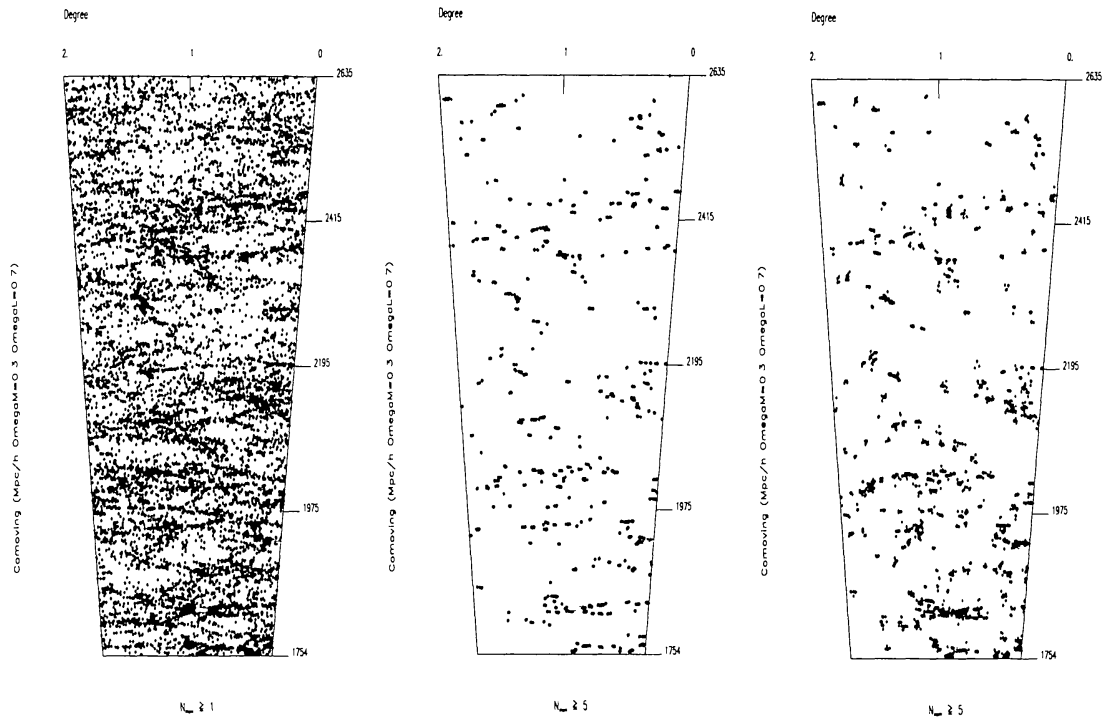 Degree
2. 1 0
2635
2415
2195
1975
1754
Comoving (Mpc/h OmegaM=0.3 OmegaL=0.7)
≧ 1
Degree
2. 1 0
2635
2415
2195
1975
1754
Comoving (Mpc/h OmegaM=0.3 OmegaL=0.7)
≧ 5
Degree
2. 1 0.
2635
2415
2195
1975
1754
Comoving (Mpc/h OmegaM=0.3 OmegaL=0.7)
≧ 5